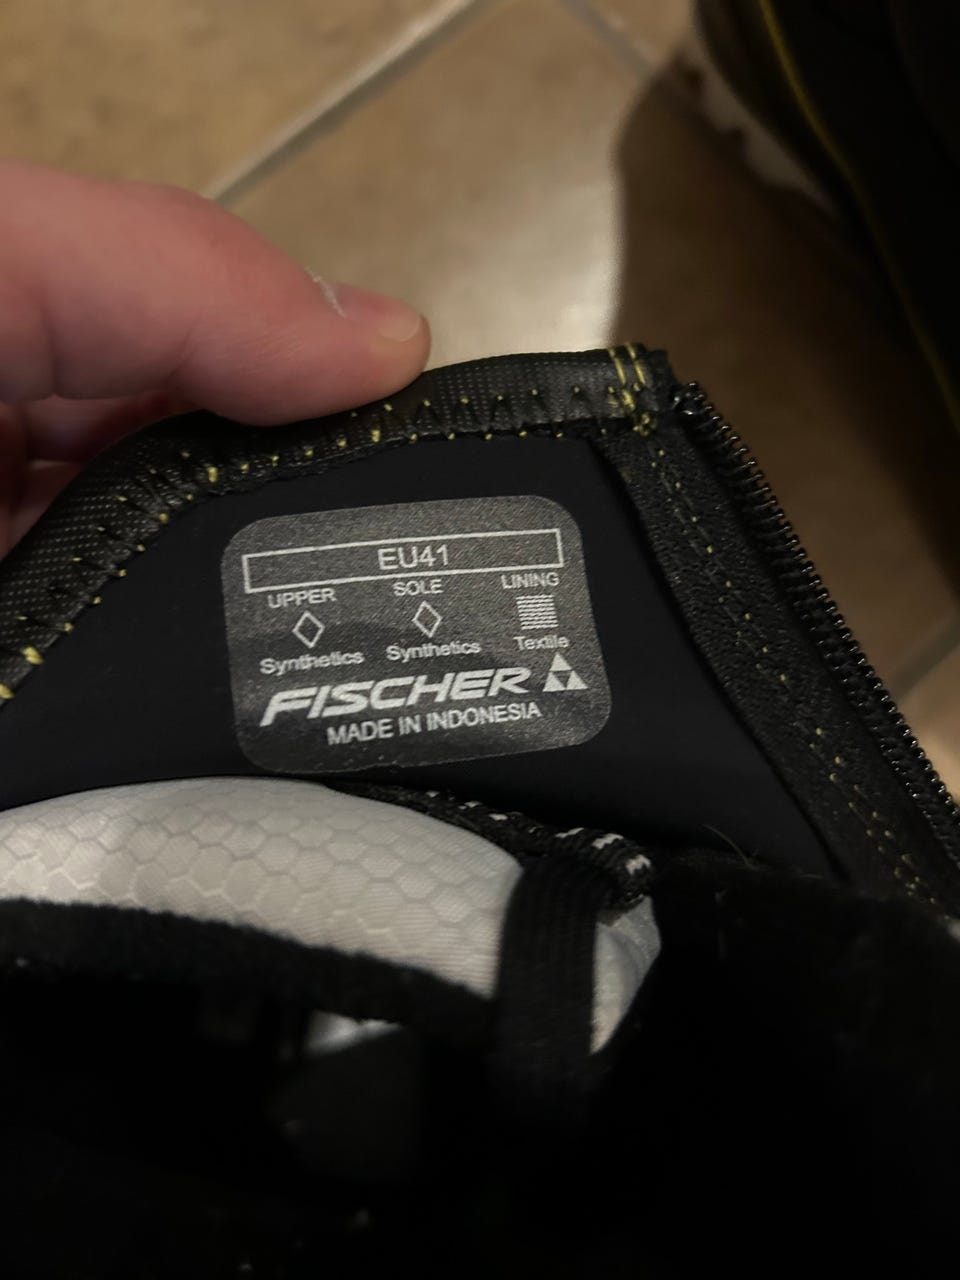 EU41
UPPER SOLE LINING
Synthetics Synthetics Textile
FISCHER
MADE IN INDONESIA